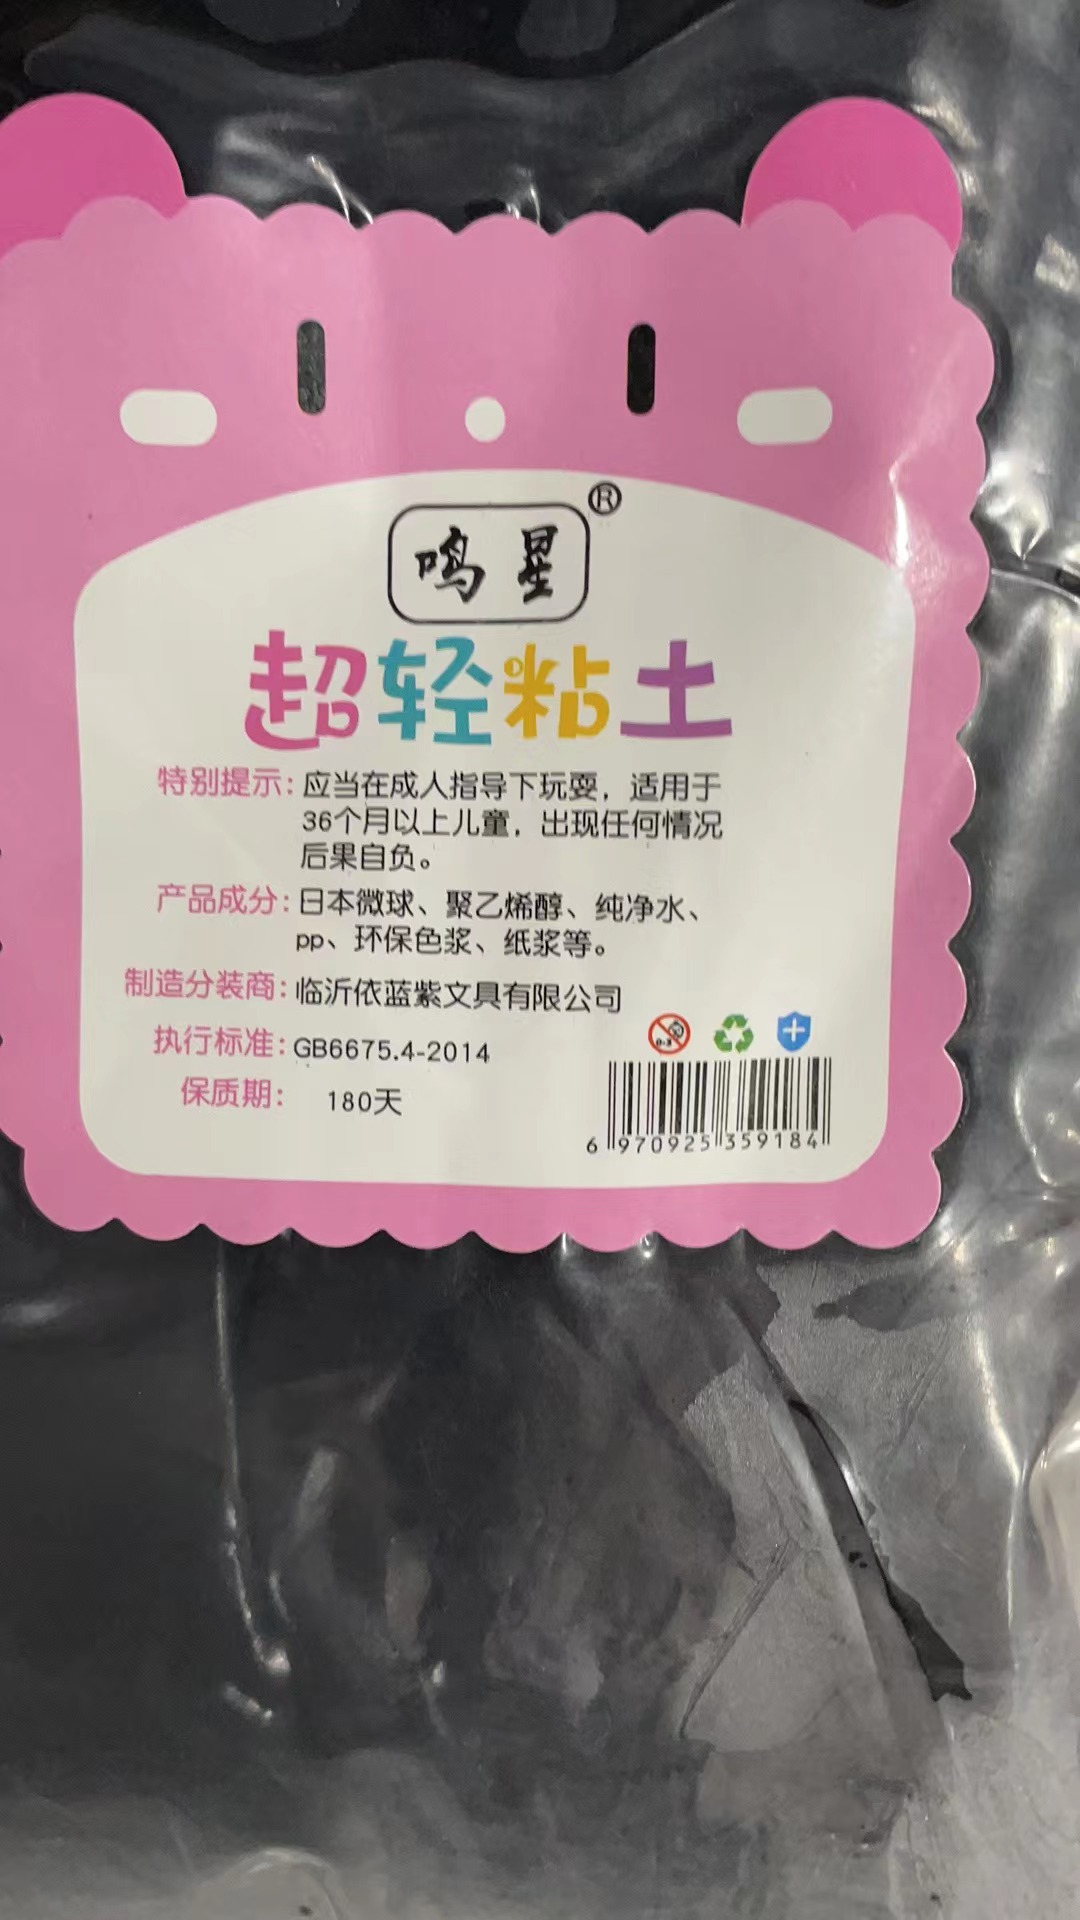 鸣星®
超轻粘土
特别提示：应当在成人指导下玩耍，适用于
36个月以上儿童，出现任何情况
后果自负。
产品成分：日本微球、聚乙烯醇、纯净水、
pp、环保色浆、纸浆等。
制造分装商：临沂依蓝紫文具有限公司
执行标准：GB6675.4-2014
0-3
保质期： 180天
6 970925 359184